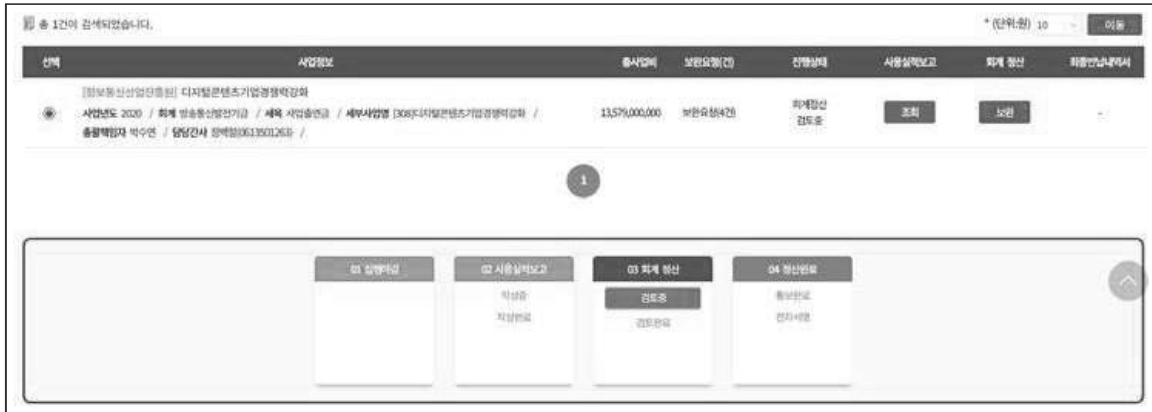 총 1건이 검색되었습니다.
* (단위:원) 10 이동
선택 사업정보 총사업비 보완요청(건) 진행상태 사용실적보고 회계 정산 최종반납내역서
[정보통신산업진흥원] 디지털콘텐츠기업경쟁력강화
사업년도 2020 / 회계 방송통신발전기금 / 세목 사업출연금 / 세부사업명 [308]디지털콘텐츠기업경쟁력강화 /
총괄책임자 박수연 / 담당간사 /
13,579,000,000 보완요청(4건) 회계정산 조회 보완 -
검토중
1
01 집행마감 02 사용실적보고 03 회계 정산 04 정산완료
작성중 검토중 통보완료
작성완료 검토완료 전자서명